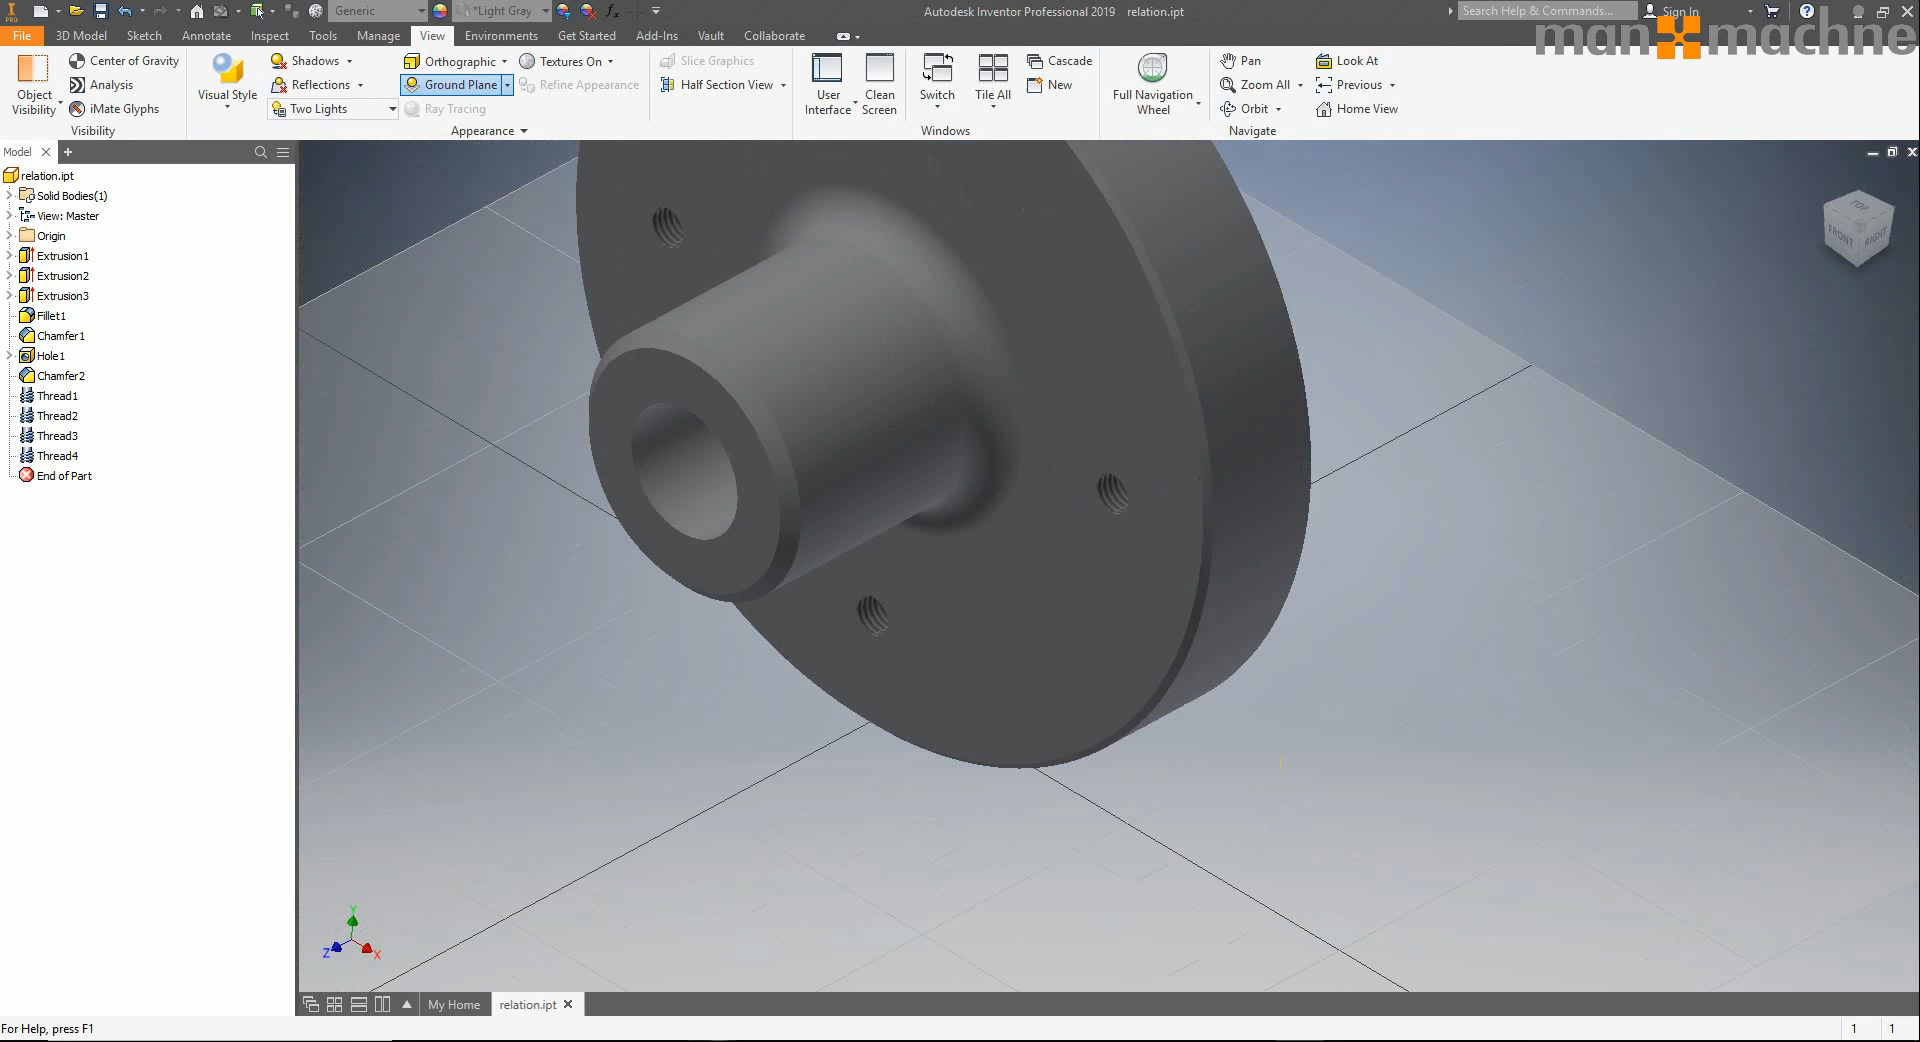 PRO
Generic
*Light Gray
Autodesk Inventor Professional 2019 relation.ipt
Search Help & Commands...
Sign In
man machine
File 3D Model Sketch Annotate Inspect Tools Manage View Environments Get Started Add-Ins Vault Collaborate
Object Visibility
Center of Gravity
Analysis
iMate Glyphs
Visibility
Visual Style
Shadows
Reflections
Two Lights
Orthographic
Ground Plane
Ray Tracing
Textures On
Refine Appearance
Appearance
Slice Graphics
Half Section View
User Interface
Clean Screen
Switch
Tile All
Cascade
New
Windows
Full Navigation Wheel
Pan
Zoom All
Orbit
Look At
Previous
Home View
Navigate
Model
relation.ipt
Solid Bodies(1)
View: Master
Origin
Extrusion1
Extrusion2
Extrusion3
Fillet1
Chamfer1
Hole1
Chamfer2
Thread1
Thread2
Thread3
Thread4
End of Part
TOP
FRONT
RIGHT
Y
Z
X
My Home
relation.ipt
For Help, press F1
1 1